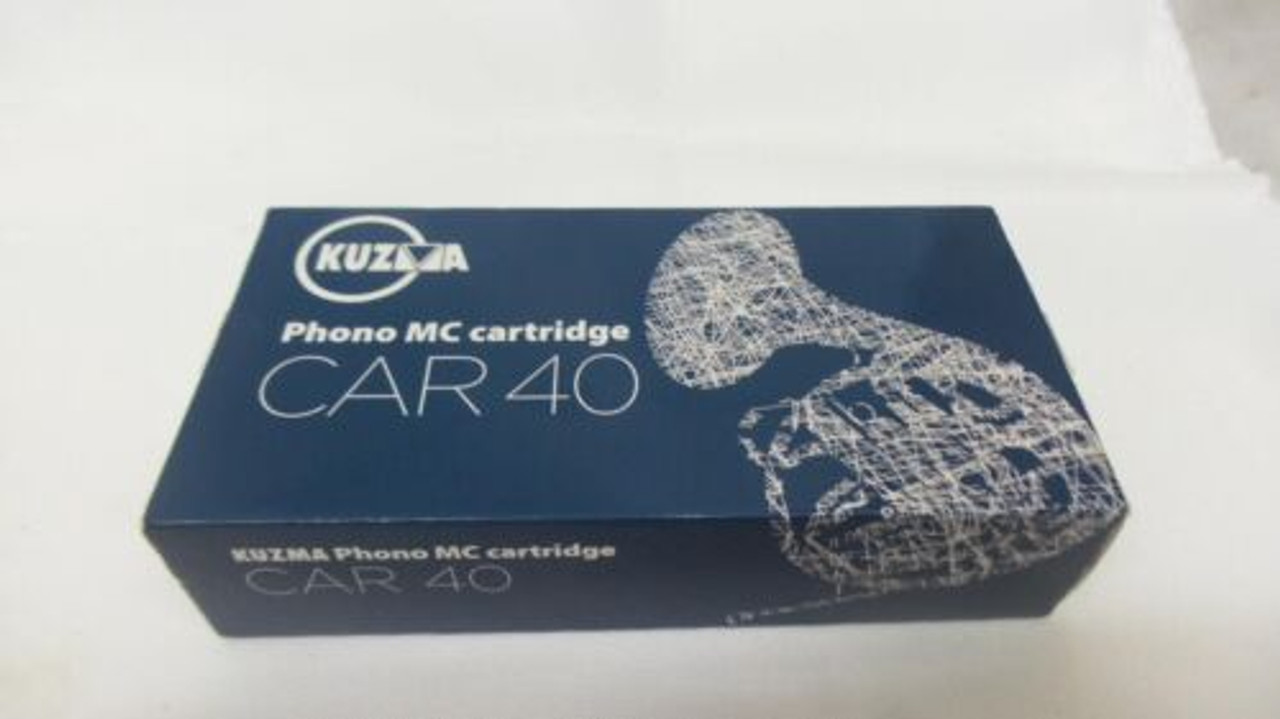 KUZMA
Phono MC cartridge
CAR 40
KUZMA Phono MC cartridge
CAR 40